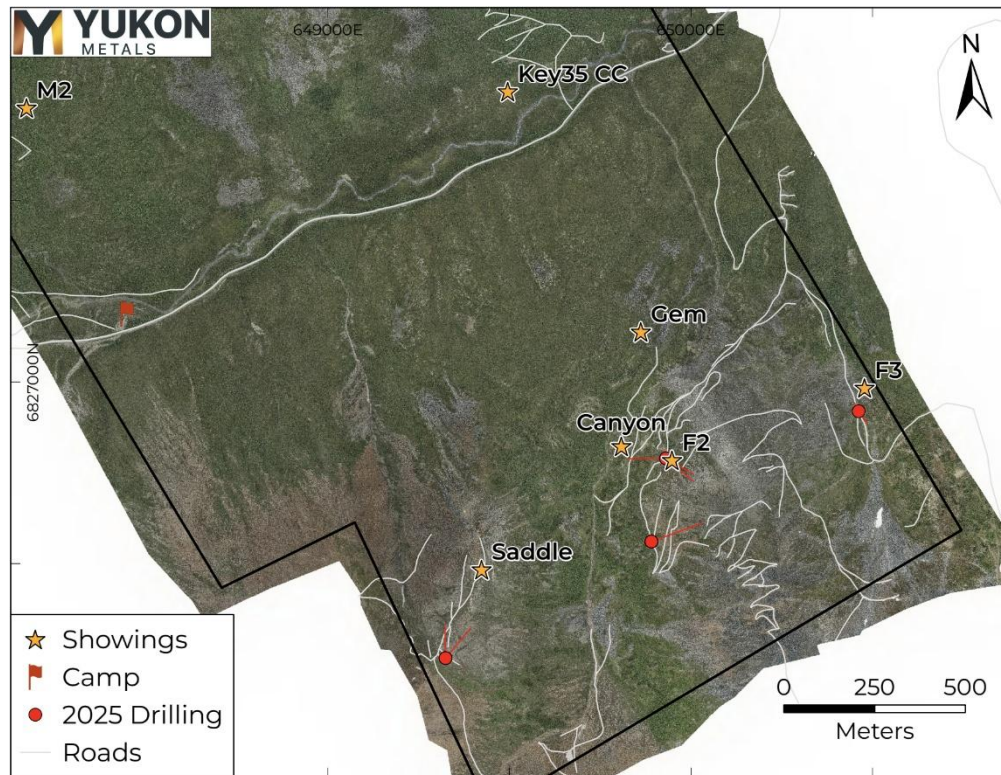 YUKON
METALS
649000E
650000E
N
M2
Key35 CC
Gem
6827000N
F3
Canyon
F2
Saddle
Showings
Camp
2025 Drilling
Roads
0 250 500
Meters